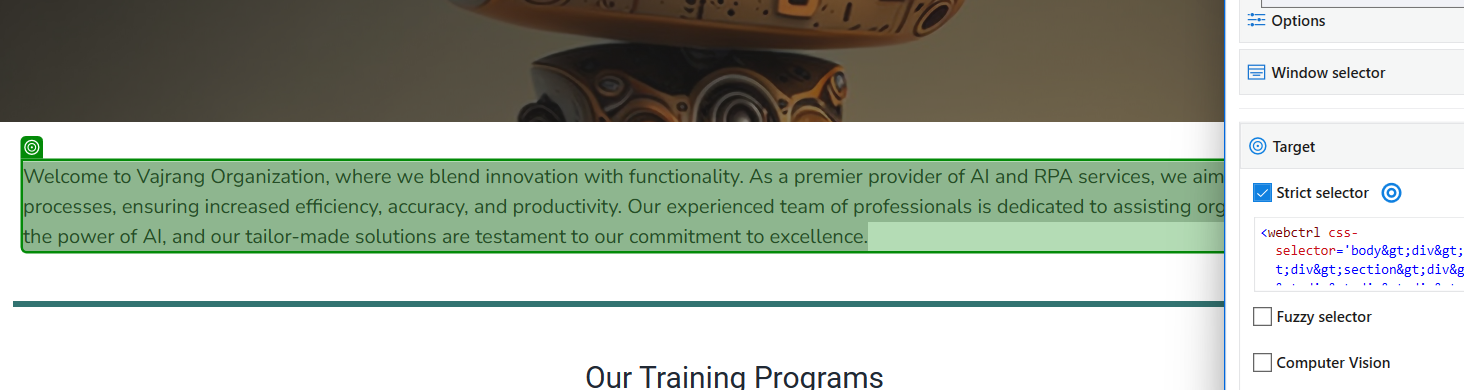 Welcome to Vajrang Organization, where we blend innovation with functionality. As a premier provider of AI and RPA services, we aim
processes, ensuring increased efficiency, accuracy, and productivity. Our experienced team of professionals is dedicated to assisting org
the power of AI, and our tailor-made solutions are testament to our commitment to excellence.
Our Training Programs
Options
Window selector
Target
Strict selector
<webctrl css-
selector='body&gt;div&gt;
t;div&gt;section&gt;div&g
Fuzzy selector
Computer Vision